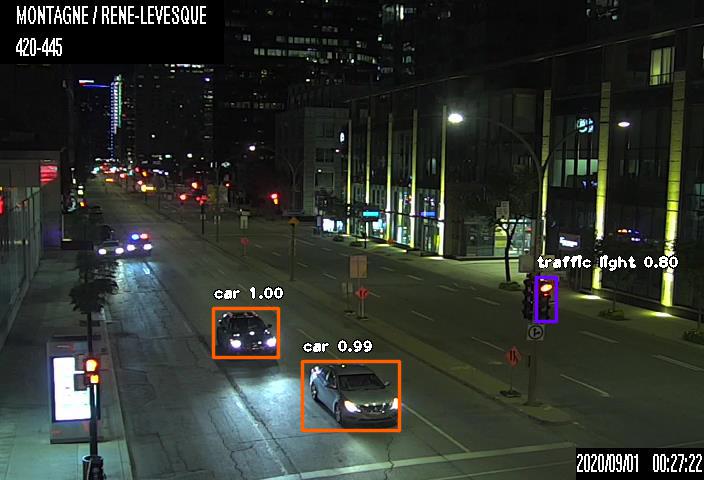 MONTAGNE / RENE-LEVESQUE
420-445
traffic light 0.80
car 1.00
car 0.99
2020/09/01 00:27:22